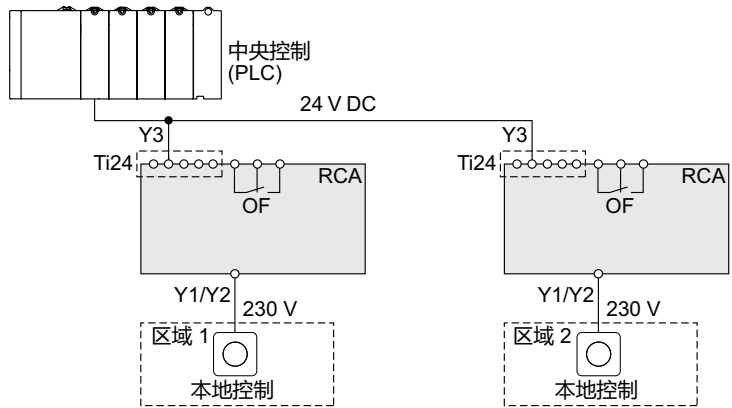 中央控制
(PLC)
24 V DC
Y3
Y3
Ti24
RCA
Ti24
RCA
OF
OF
Y1/Y2
230 V
Y1/Y2
230 V
区域 1
区域 2
本地控制
本地控制